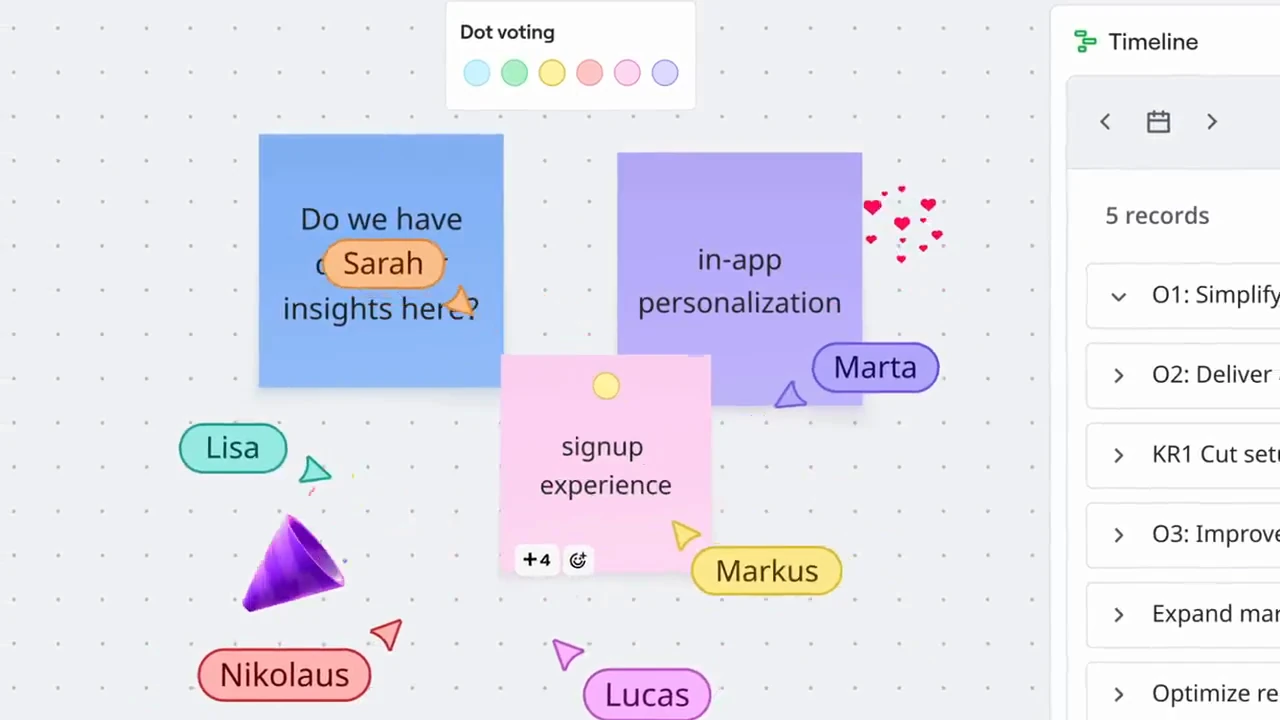 Dot voting
Timeline
5 records
Do we have
Sarah
insights here?
in-app
personalization
Marta
signup
experience
+4
Lisa
Markus
Nikolaus
Lucas
O1: Simplify
O2: Deliver
KR1 Cut setu
O3: Improve
Expand mar
Optimize re